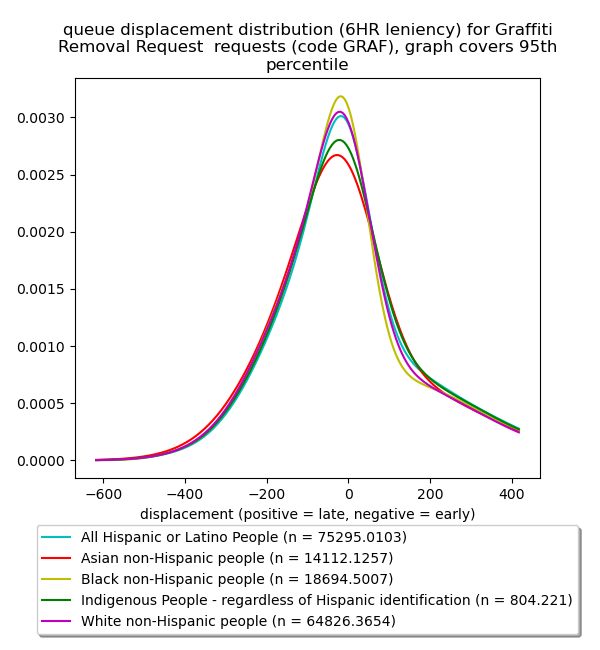 queue displacement distribution (6HR leniency) for Graffiti
Removal Request  requests (code GRAF), graph covers 95th
percentile
0.0030
0.0025
0.0020
0.0015
0.0010
0.0005
0.0000
−600
−400
−200
0
200
400
displacement (positive = late, negative = early)
All Hispanic or Latino People (n = 75295.0103)
Asian non-Hispanic people (n = 14112.1257)
Black non-Hispanic people (n = 18694.5007)
Indigenous People - regardless of Hispanic identification (n = 804.221)
White non-Hispanic people (n = 64826.3654)